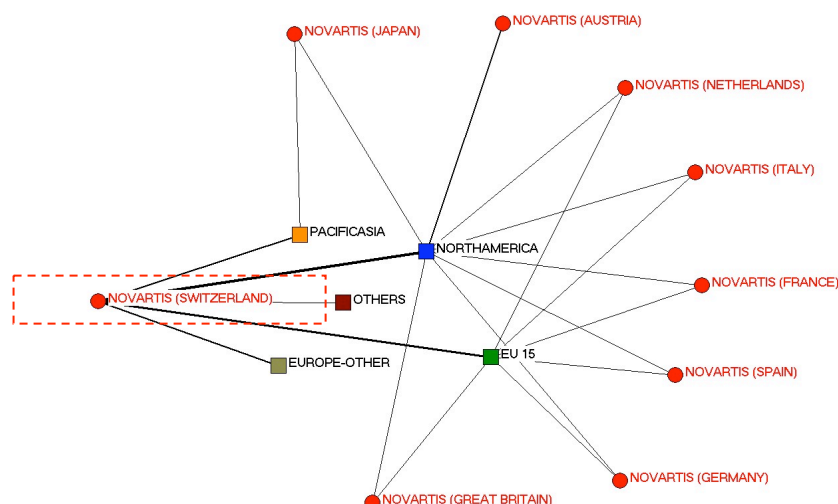 NOVARTIS (AUSTRIA)
NOVARTIS (JAPAN)
NOVARTIS (NETHERLANDS)
NOVARTIS (ITALY)
PACIFICASIA
NORTHAMERICA
NOVARTIS (FRANCE)
NOVARTIS (SWITZERLAND)
OTHERS
EU 15
EUROPE-OTHER
NOVARTIS (SPAIN)
NOVARTIS (GERMANY)
NOVARTIS (GREAT BRITAIN)